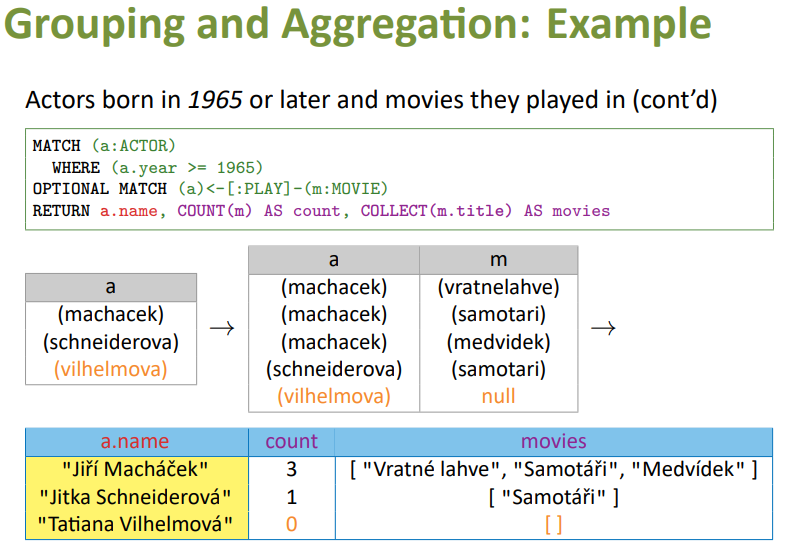 Grouping and Aggregation: Example
Actors born in 1965 or later and movies they played in (cont’d)
MATCH (a:ACTOR)
WHERE (a.year >= 1965)
OPTIONAL MATCH (a)<-[:PLAY]-(m:MOVIE)
RETURN a.name, COUNT(m) AS count, COLLECT(m.title) AS movies
a
(machacek)
(schneiderova)
(vilhelmova)
→
a m
(machacek) (vratnelahve)
(machacek) (samotari)
(machacek) (medvidek)
(schneiderova) (samotari)
(vilhelmova) null
→
a.name count movies
"Jiří Macháček" 3 [ "Vratné lahve", "Samotáři", "Medvídek" ]
"Jitka Schneiderová" 1 [ "Samotáři" ]
"Tatiana Vilhelmová" 0 [ ]